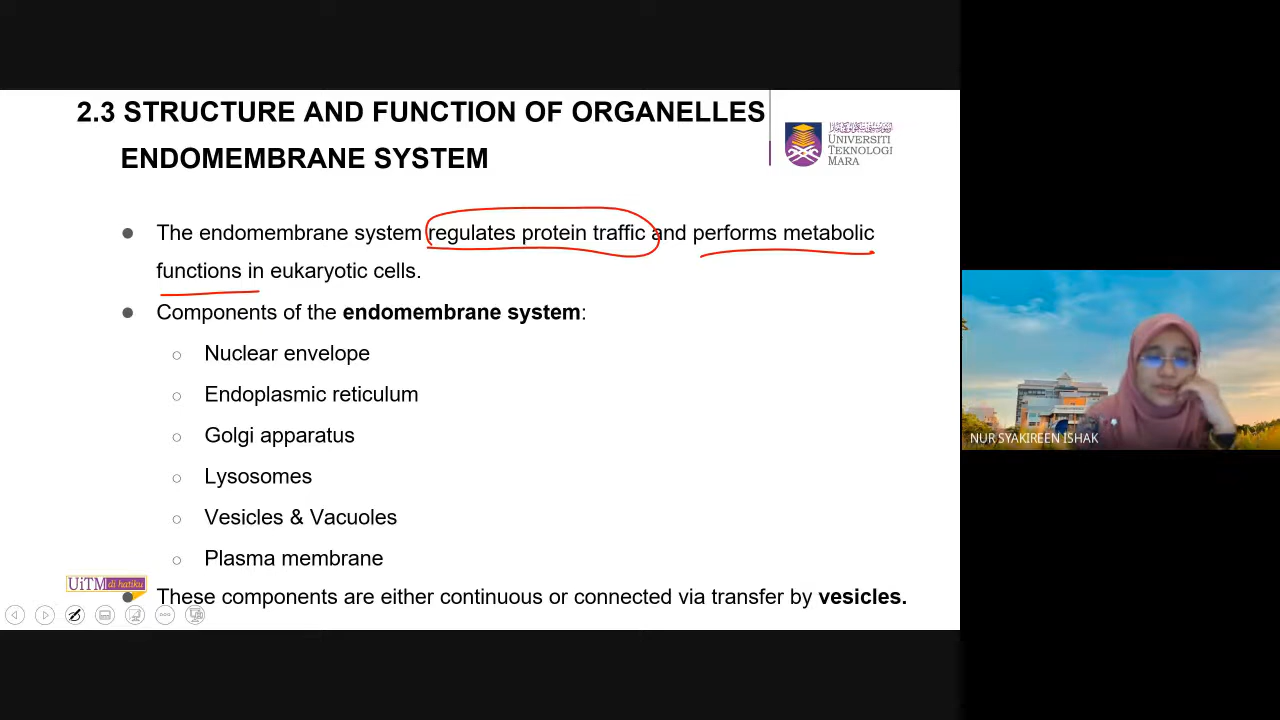 2.3 STRUCTURE AND FUNCTION OF ORGANELLES
ENDOMEMBRANE SYSTEM
UNIVERSITI
TEKNOLOGI
MARA
● The endomembrane system regulates protein traffic and performs metabolic
functions in eukaryotic cells.
● Components of the endomembrane system:
○ Nuclear envelope
○ Endoplasmic reticulum
○ Golgi apparatus
○ Lysosomes
○ Vesicles & Vacuoles
○ Plasma membrane
UiTM di hatiku
● These components are either continuous or connected via transfer by vesicles.
NUR SYAKIREEN ISHAK